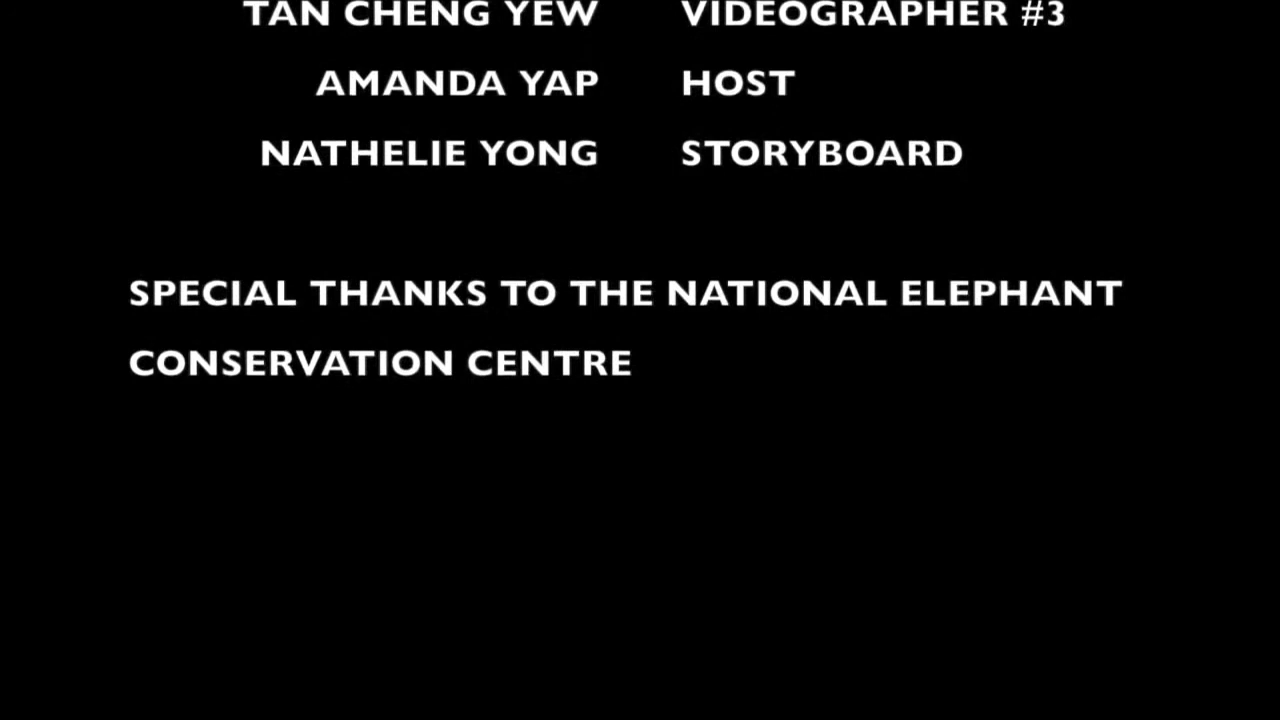 TAN CHENG YEW VIDEOGRAPHER #3
AMANDA YAP HOST
NATHELIE YONG STORYBOARD
SPECIAL THANKS TO THE NATIONAL ELEPHANT
CONSERVATION CENTRE